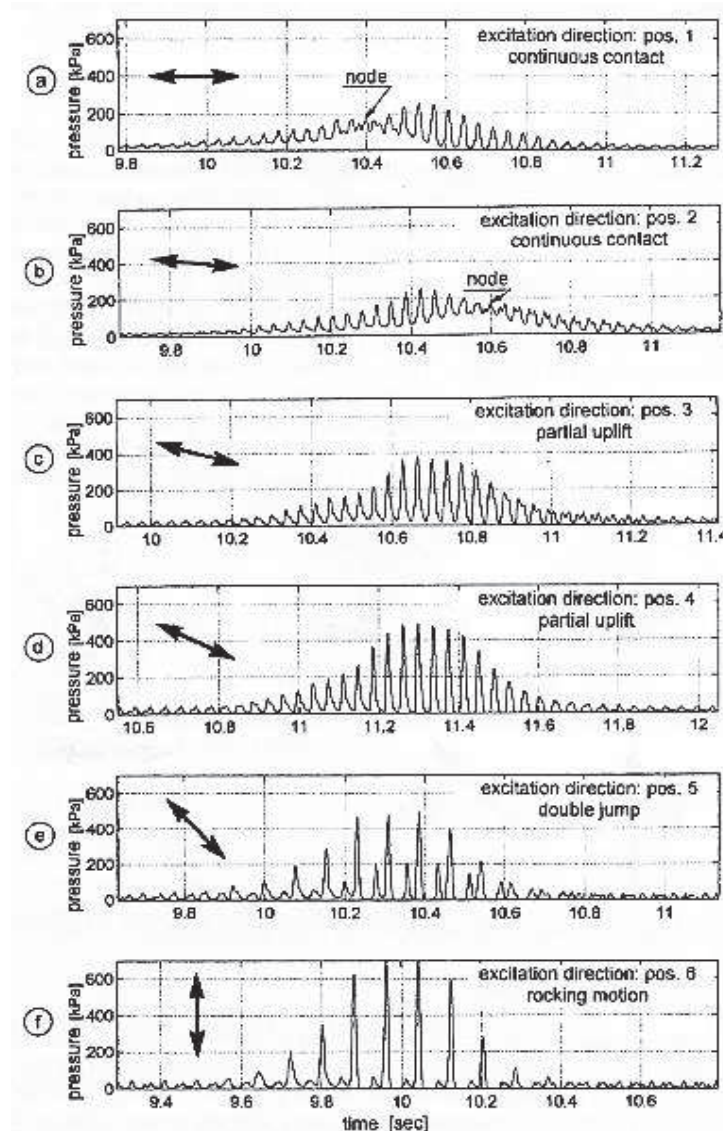 600
400
200
0
pressure [kPa]
a
excitation direction: pos. 1
continuous contact
node
9.8 10 10.2 10.4 10.6 10.8 11 11.2
600
400
200
0
pressure [kPa]
b
excitation direction: pos. 2
continuous contact
node
9.8 10 10.2 10.4 10.6 10.8 11
600
400
200
0
pressure [kPa]
c
excitation direction: pos. 3
partial uplift
10 10.2 10.4 10.6 10.8 11 11.2 11.4
600
400
200
0
pressure [kPa]
d
excitation direction: pos. 4
partial uplift
10.6 10.8 11 11.2 11.4 11.6 11.8 12
600
400
200
0
pressure [kPa]
e
excitation direction: pos. 5
double jump
9.8 10 10.2 10.4 10.6 10.8 11
600
400
200
0
pressure [kPa]
f
excitation direction: pos. 6
rocking motion
9.4 9.6 9.8 10 10.2 10.4 10.6
time [sec]